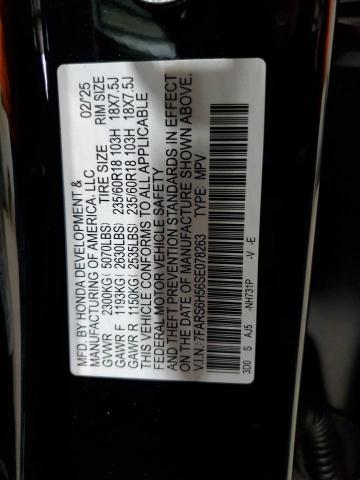 MFD. BY HONDA DEVELOPMENT & 02/'25
MANUFACTURING OF AMERICA, LLC
GVWR 2300KG ( 5070LBS) TIRE SIZE RIM SIZE
GAWR F 1193KG ( 2630LBS) 235/60R18 103H 18X7.5J
GAWR R 1150KG ( 2535LBS) 235/60R18 103H 18X7.5J
THIS VEHICLE CONFORMS TO ALL APPLICABLE
FEDERAL MOTOR VEHICLE SAFETY
AND THEFT PREVENTION STANDARDS IN EFFECT
ON THE DATE OF MANUFACTURE SHOWN ABOVE.
V.I.N.: 7FARS6H56SE078263 TYPE: MPV
3D0 S AJ5 -NH731P -V -E